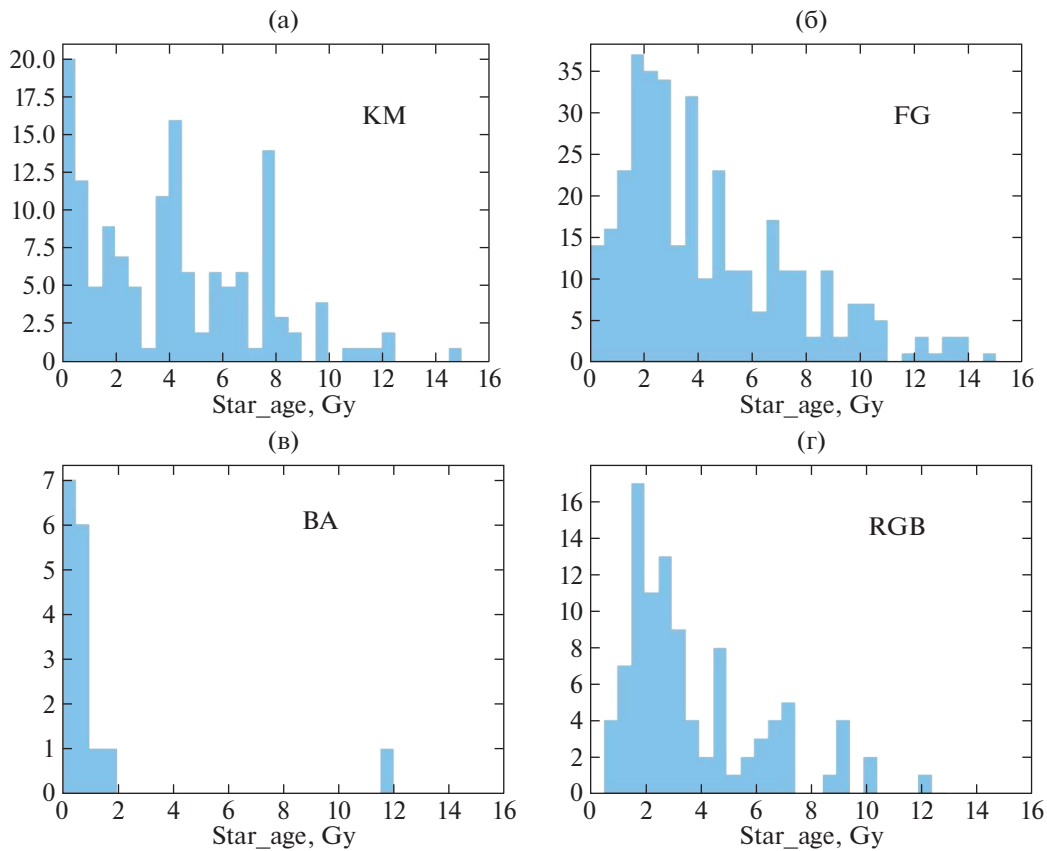 (а)
20.0
17.5
15.0
12.5
10.0
7.5
5.0
2.5
0
KM
0 2 4 6 8 10 12 14 16
Star_age, Gy
(б)
35
30
25
20
15
10
5
0
FG
0 2 4 6 8 10 12 14 16
Star_age, Gy
(в)
7
6
5
4
3
2
1
0
BA
0 2 4 6 8 10 12 14 16
Star_age, Gy
(г)
16
14
12
10
8
6
4
2
0
RGB
0 2 4 6 8 10 12 14 16
Star_age, Gy